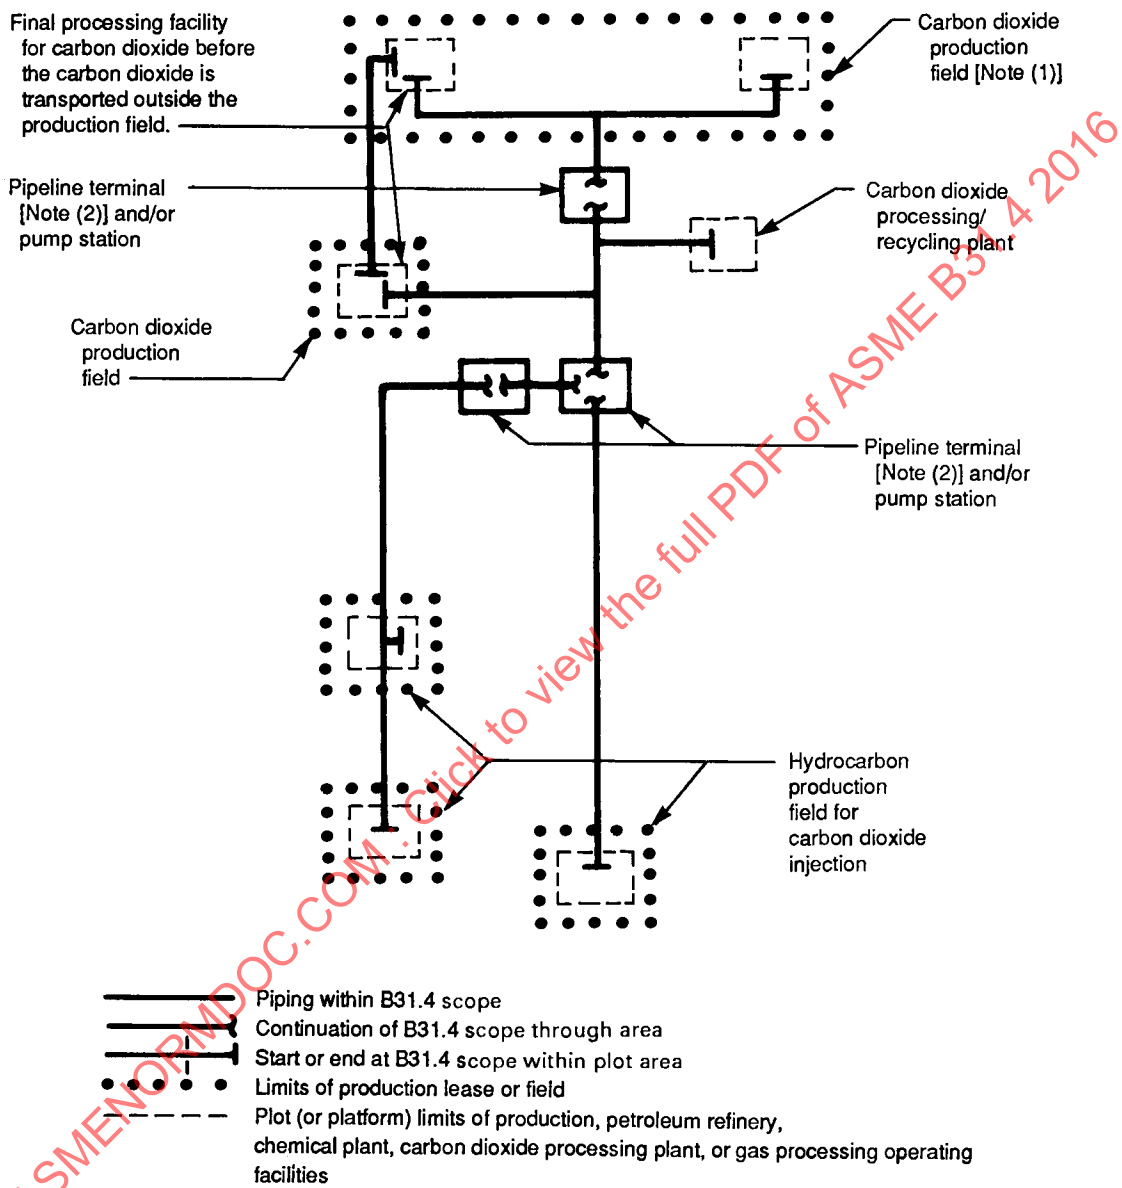 Final processing facility
for carbon dioxide before
the carbon dioxide is
transported outside the
production field.
Carbon dioxide
production
field [Note (1)]
Pipeline terminal
[Note (2)] and/or
pump station
Carbon dioxide
processing/
recycling plant
Carbon dioxide
production
field
Pipeline terminal
[Note (2)] and/or
pump station
Hydrocarbon
production
field for
carbon dioxide
injection
Piping within B31.4 scope
Continuation of B31.4 scope through area
Start or end at B31.4 scope within plot area
Limits of production lease or field
Plot (or platform) limits of production, petroleum refinery,
chemical plant, carbon dioxide processing plant, or gas processing operating
facilities
SMENORMDOC.COM : Click to view the full PDF of ASME B31.4 2016